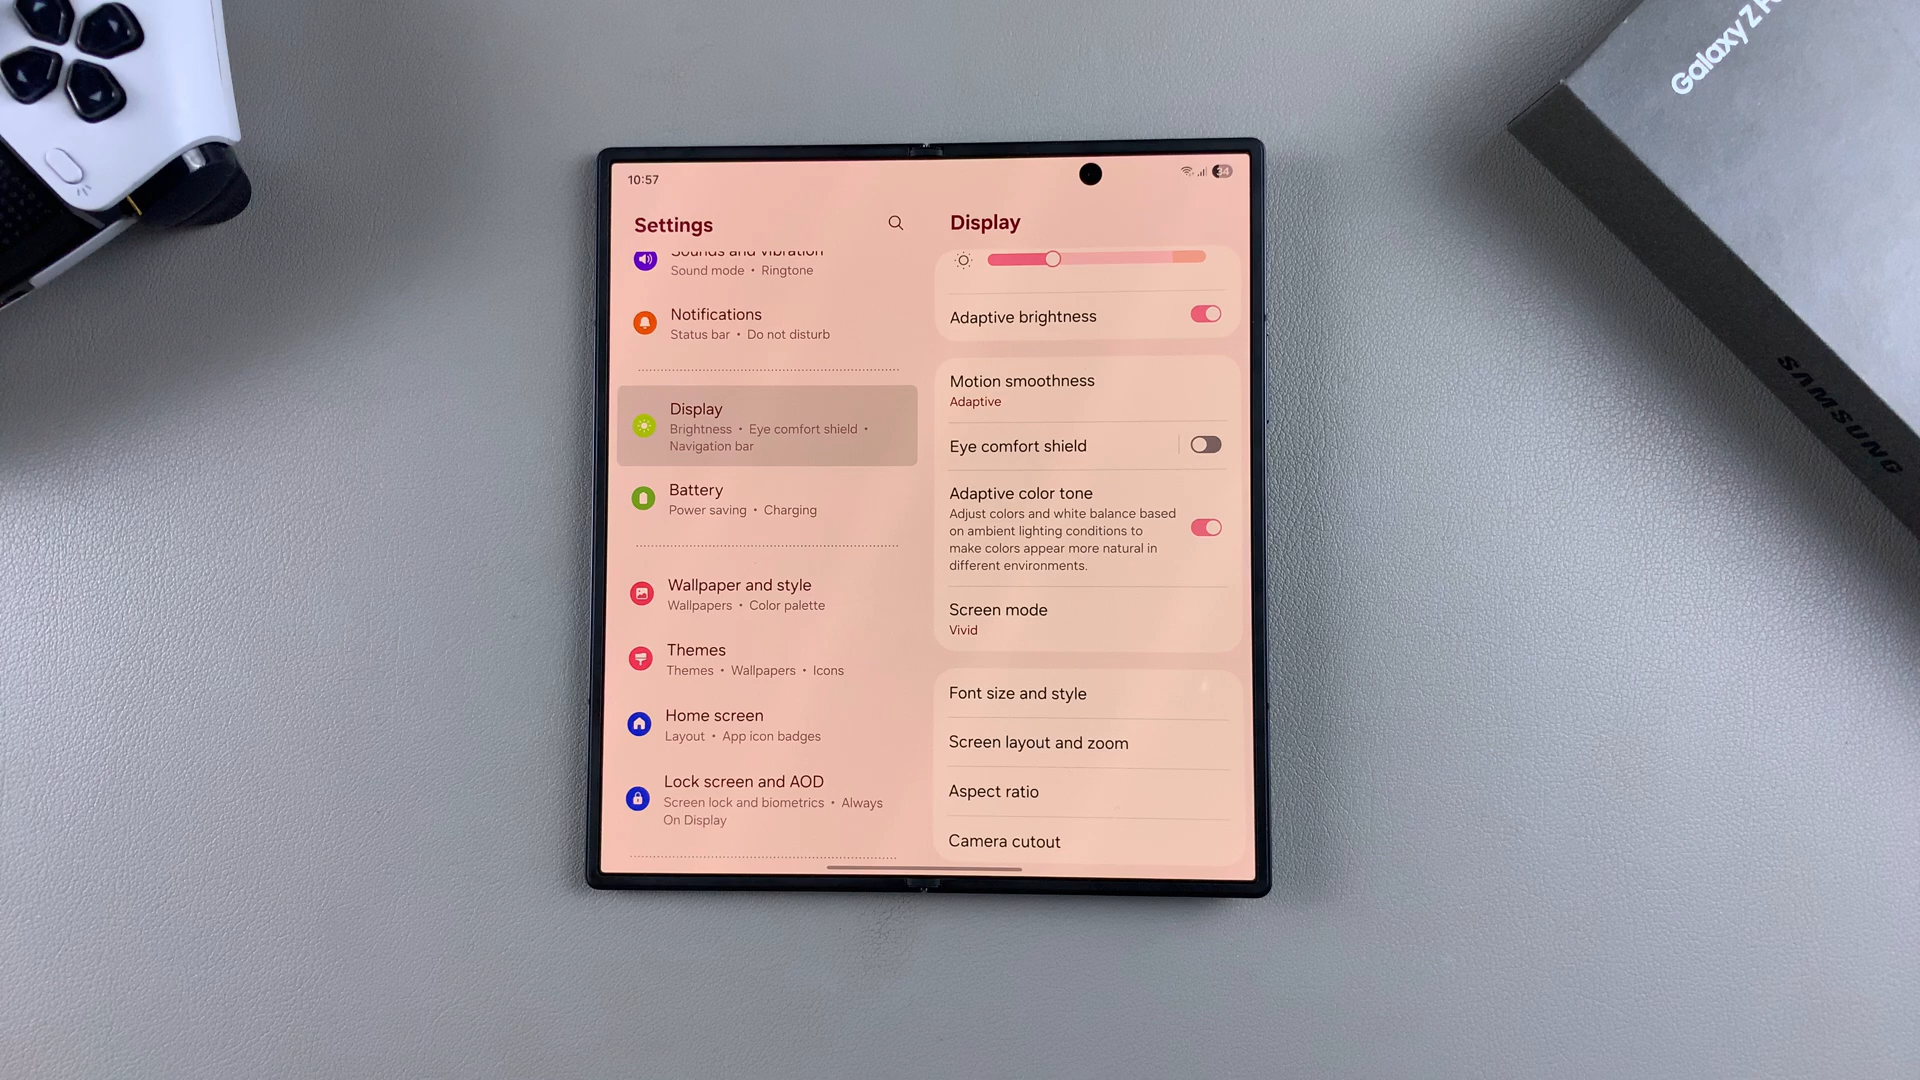 Galaxy Z
SAMSUNG
10:57
34
Settings
Sounds and vibration
Sound mode • Ringtone
Notifications
Status bar • Do not disturb
Display
Brightness • Eye comfort shield •
Navigation bar
Battery
Power saving • Charging
Wallpaper and style
Wallpapers • Color palette
Themes
Themes • Wallpapers • Icons
Home screen
Layout • App icon badges
Lock screen and AOD
Screen lock and biometrics • Always
On Display
Display
Adaptive brightness
Motion smoothness
Adaptive
Eye comfort shield
Adaptive color tone
Adjust colors and white balance based
on ambient lighting conditions to
make colors appear more natural in
different environments.
Screen mode
Vivid
Font size and style
Screen layout and zoom
Aspect ratio
Camera cutout